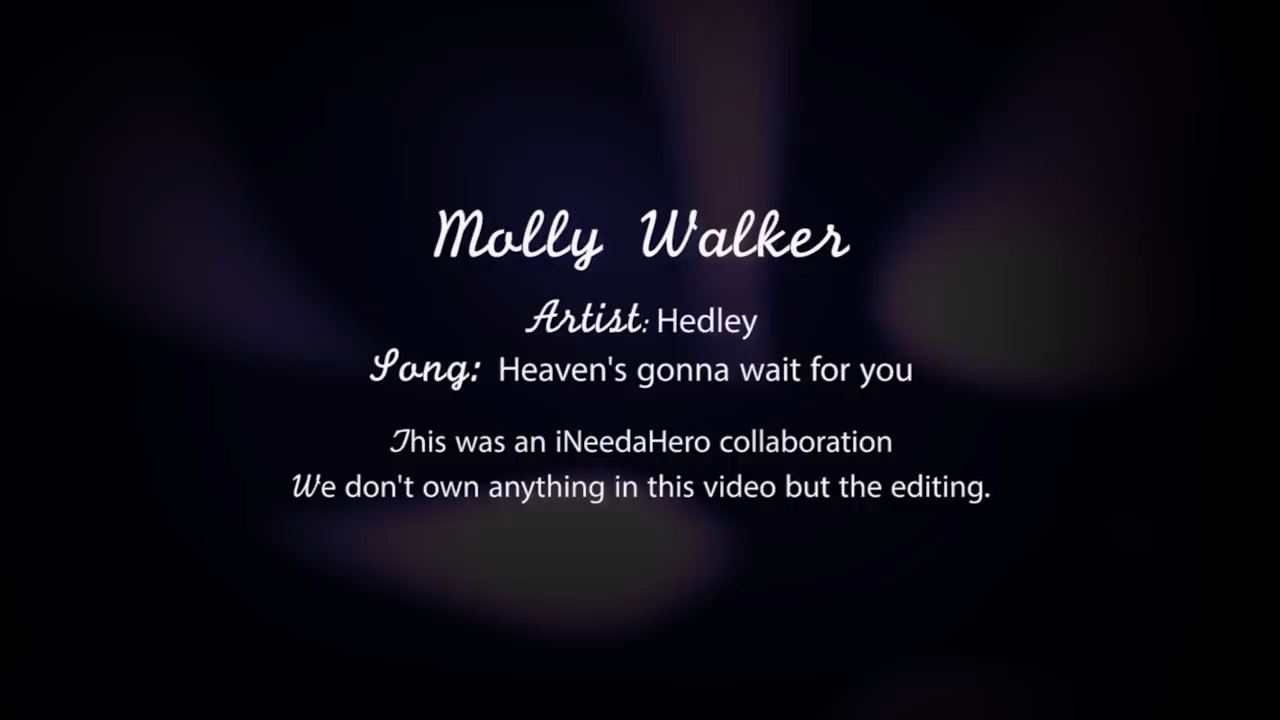 Molly Walker
Artist: Hedley
Song: Heaven's gonna wait for you
This was an iNeedaHero collaboration
We don't own anything in this video but the editing.